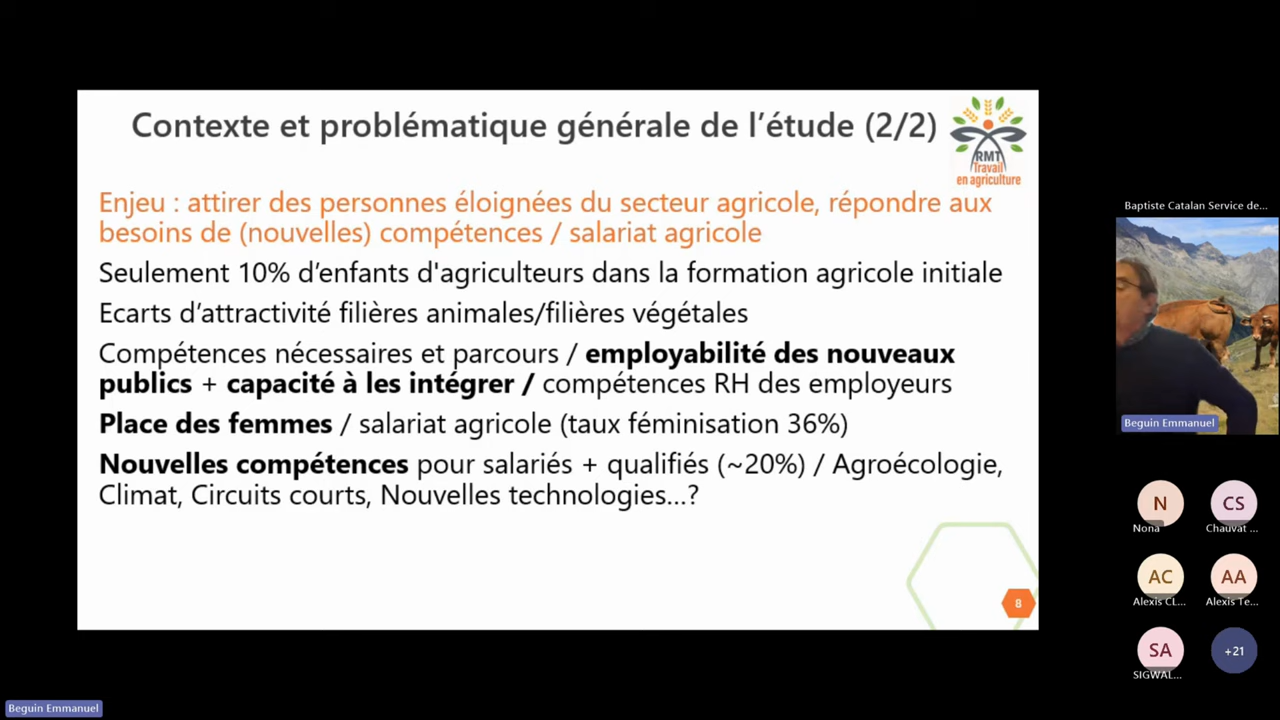 Contexte et problématique générale de l'étude (2/2)
RMT
Travail
en agriculture
Enjeu : attirer des personnes éloignées du secteur agricole, répondre aux
besoins de (nouvelles) compétences / salariat agricole
Seulement 10% d'enfants d'agriculteurs dans la formation agricole initiale
Ecarts d'attractivité filières animales/filières végétales
Compétences nécessaires et parcours / employabilité des nouveaux
publics + capacité à les intégrer / compétences RH des employeurs
Place des femmes / salariat agricole (taux féminisation 36%)
Nouvelles compétences pour salariés + qualifiés (~20%) / Agroécologie,
Climat, Circuits courts, Nouvelles technologies...?
8
Baptiste Catalan Service de...
Beguin Emmanuel
N
Nona
CS
Chauvat ...
AC
Alexis CL...
AA
Alexis Te...
SA
SIGWAL...
+21
Beguin Emmanuel